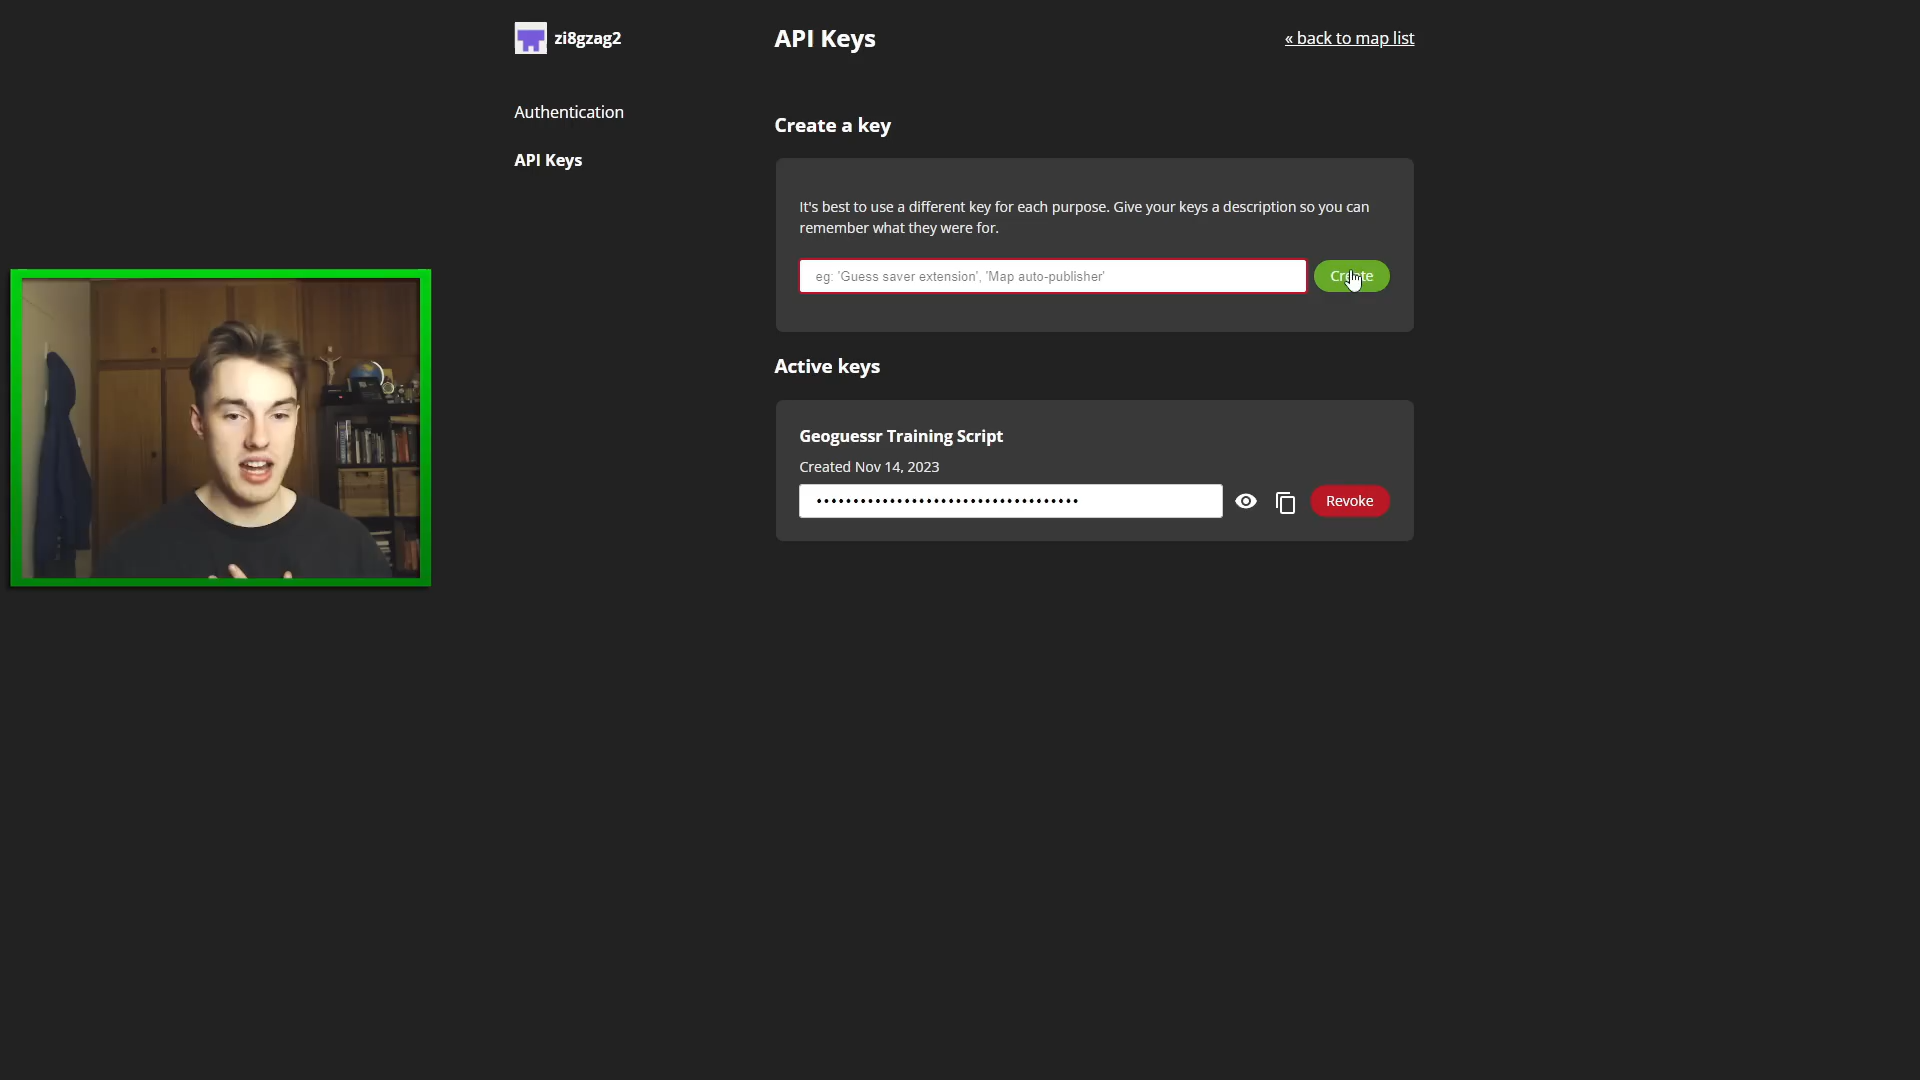 zi8gzag2
API Keys
« back to map list
Authentication
API Keys
Create a key
It's best to use a different key for each purpose. Give your keys a description so you can
remember what they were for.
eg: 'Guess saver extension', 'Map auto-publisher'
Create
Active keys
Geoguessr Training Script
Created Nov 14, 2023
Revoke